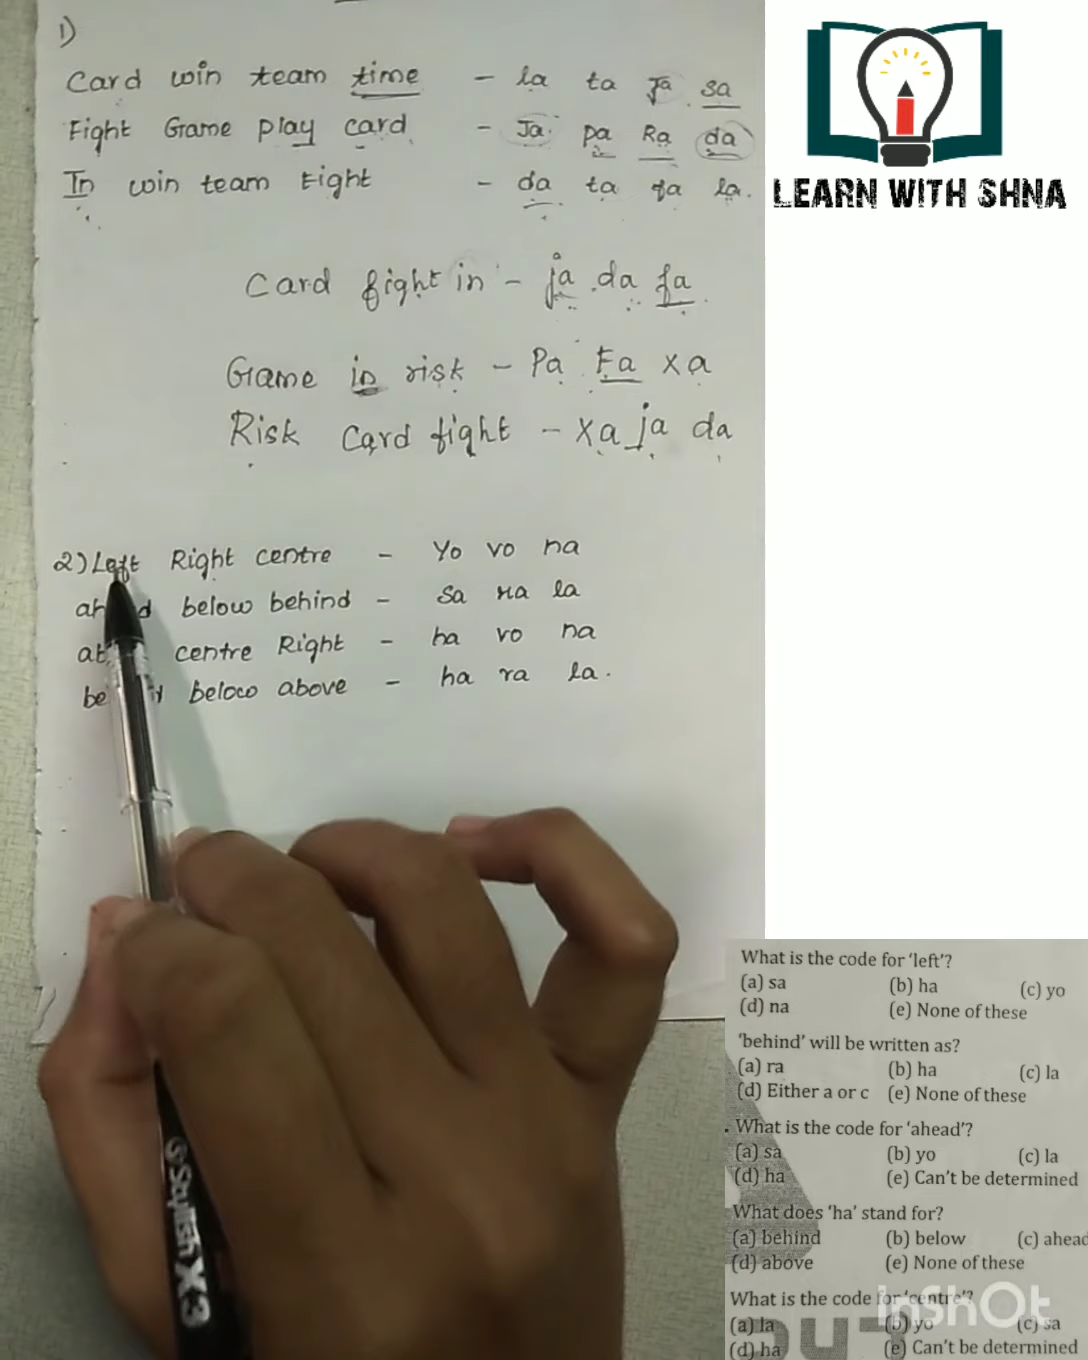 1)
Card win team time - la ta Ja sa
Fight Game play card - Ja pa Ra da
In win team Fight - da ta fa la.
Card fight in - ja da fa.
Game in risk - Pa Fa xa
Risk Card fight - xa ja da
2) Left Right centre - Yo vo na
below behind - sa ra la
centre Right - ha vo na
below above - ha ra la.
LEARN WITH SHNA
What is the code for 'left'?
(a) sa (b) ha (c) yo
(d) na (e) None of these
'behind' will be written as?
(a) ra (b) ha (c) la
(d) Either a or c (e) None of these
. What is the code for 'ahead'?
(a) sa (b) yo (c) la
(d) ha (e) Can't be determined
What does 'ha' stand for?
(a) behind (b) below (c) ahead
(d) above (e) None of these
What is the code for 'centre'?
(a) la (b) yo (c) sa
(d) ha (e) Can't be determined
InShOt
Stylish X3